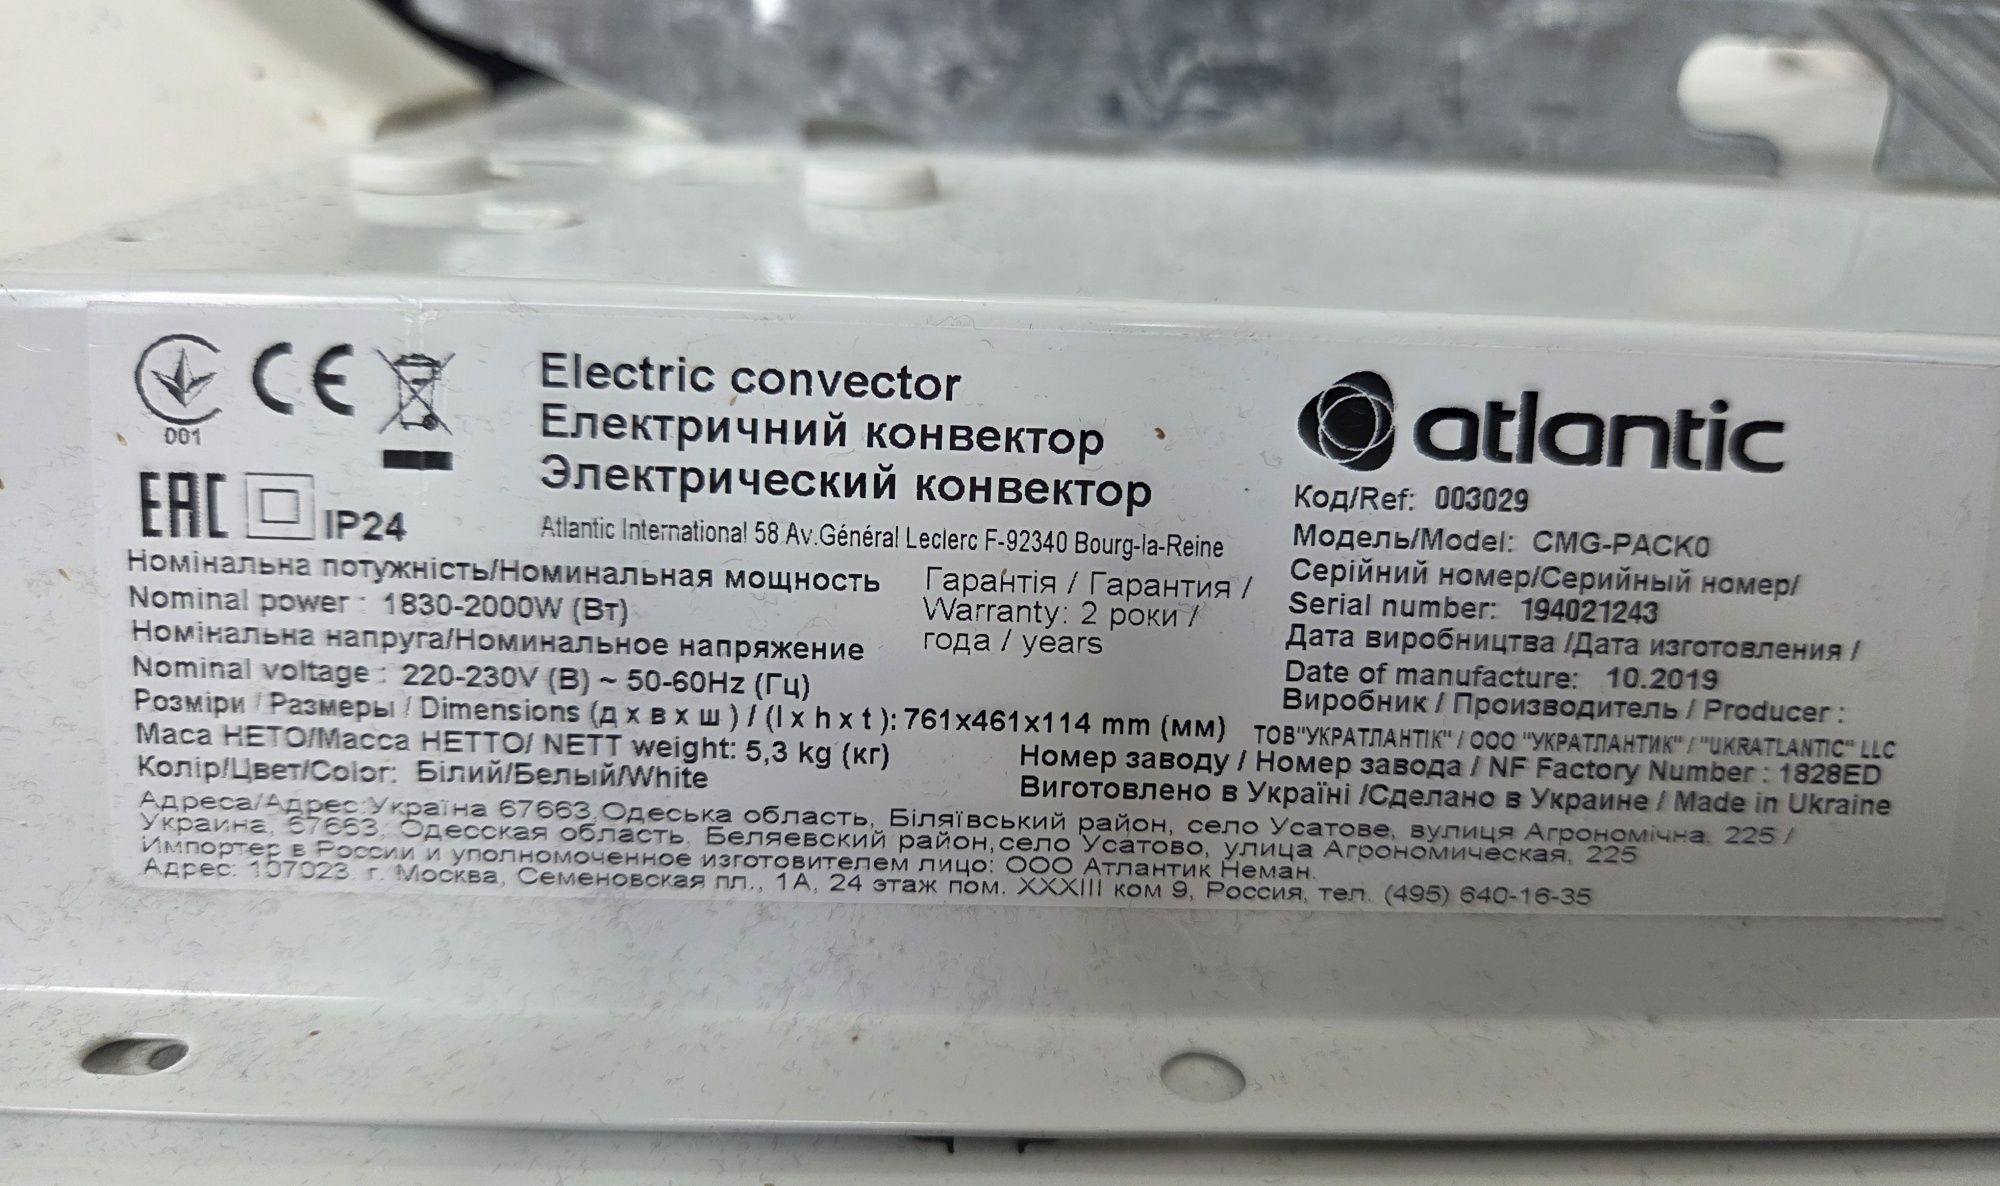 CE
001
EAC
IP24
Electric convector
Електричний конвектор
Электрический конвектор
Atlantic International 58 Av.Général Leclerc F-92340 Bourg-la-Reine
atlantic
Код/Ref: 003029
Модель/Model: CMG-PACK0
Серійний номер/Серийный номер/
Serial number: 194021243
Дата виробництва /Дата изготовления /
Date of manufacture: 10.2019
Виробник / Производитель / Producer :
ТОВ"УКРАТЛАНТІК" / ООО "УКРАТЛАНТИК" / "UKRATLANTIC" LLC
Номінальна потужність/Номинальная мощность
Nominal power : 1830-2000W (Вт)
Номінальна напруга/Номинальное напряжение
Nominal voltage : 220-230V (В) ~ 50-60Hz (Гц)
Гарантія / Гарантия /
Warranty: 2 роки /
года / years
Розміри / Размеры / Dimensions (д х в х ш ) / (l x h x t ): 761x461x114 mm (мм)
Маса НЕТО/Масса НЕТТО/ NETT weight: 5,3 kg (кг)
Колір/Цвет/Color: Білий/Белый/White
Номер заводу / Номер завода / NF Factory Number : 1828ED
Виготовлено в Україні /Сделано в Украине / Made in Ukraine
Адреса/Адрес:Україна 67663,Одеська область, Біляївський район, село Усатове, вулиця Агрономічна, 225 /
Украина, 67663, Одесская область, Беляевский район,село Усатово, улица Агрономическая, 225
Импортер в России и уполномоченное изготовителем лицо: ООО Атлантик Неман.
Адрес: 107023, г. Москва, Семеновская пл., 1А, 24 этаж пом. XXXIII ком 9, Россия, тел. (495) 640-16-35